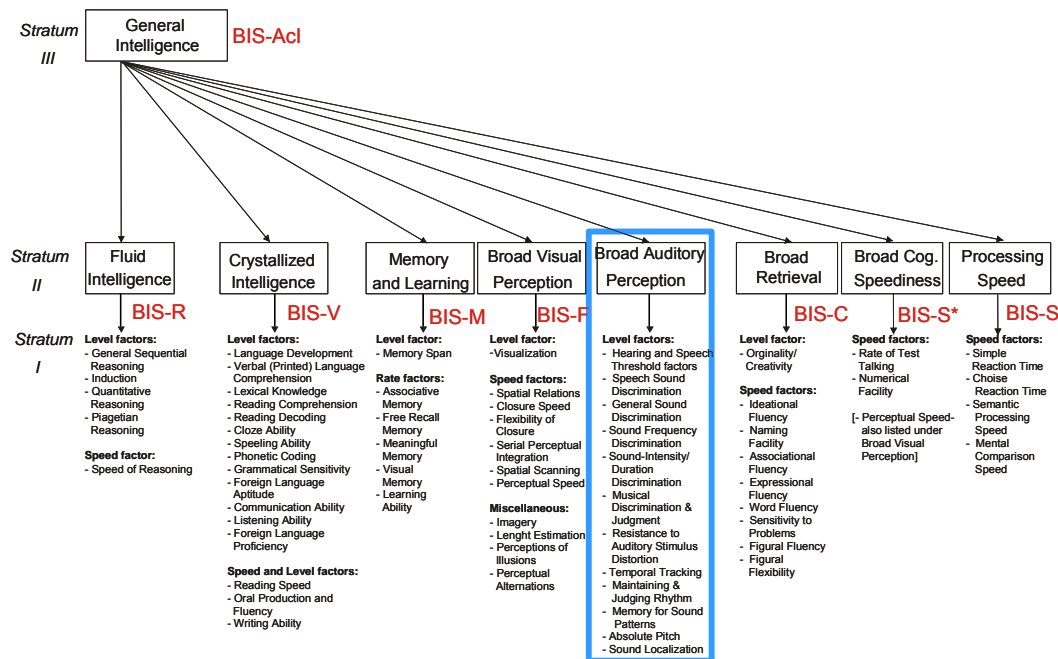 Stratum
III
General
Intelligence
BIS-AcI
Stratum
II
Fluid
Intelligence
Crystallized
Intelligence
Memory
and Learning
Broad Visual
Perception
Broad Auditory
Perception
Broad
Retrieval
Broad Cog.
Speediness
Processing
Speed
BIS-R
BIS-V
BIS-M
BIS-F
BIS-C
BIS-S*
BIS-S
Stratum
I
Level factors:
- General Sequential
Reasoning
- Induction
- Quantitative
Reasoning
- Piagetian
Reasoning
Speed factor:
- Speed of Reasoning
Level factors:
- Language Development
- Verbal (Printed) Language
Comprehension
- Lexical Knowledge
- Reading Comprehension
- Reading Decoding
- Cloze Ability
- Speeling Ability
- Phonetic Coding
- Grammatical Sensitivity
- Foreign Language
Aptitude
- Communication Ability
- Listening Ability
- Foreign Language
Proficiency
Speed and Level factors:
- Reading Speed
- Oral Production and
Fluency
- Writing Ability
Level factors:
- Memory Span
Rate factors:
- Associative
Memory
- Free Recall
Memory
- Meaningful
Memory
- Visual
Memory
- Learning
Ability
Level factors:
-Visualization
Speed factors:
- Spatial Relations
- Closure Speed
- Flexibility of
Closure
- Serial Perceptual
Integration
- Spatial Scanning
- Perceptual Speed
Miscellaneous:
- Imagery
- Lenght Estimation
- Perceptions of
Illusions
- Perceptual
Alternations
Level factors:
- Hearing and Speech
Threshold factors
- Speech Sound
Discrimination
- General Sound
Discrimination
- Sound Frequency
Discrimination
- Sound-Intensity/
Duration
Discrimination
- Musical
Discrimination &
Judgment
- Resistance to
Auditory Stimulus
Distortion
- Temporal Tracking
- Maintaining &
Judging Rhythm
- Memory for Sound
Patterns
- Absolute Pitch
- Sound Localization
Level factor:
- Orginality/
Creativity
Speed factors:
- Ideational
Fluency
- Naming
Facility
- Associational
Fluency
- Expressional
Fluency
- Word Fluency
- Sensitivity to
Problems
- Figural Fluency
- Figural
Flexibility
Speed factors:
- Rate of Test
Talking
- Numerical
Facility
[- Perceptual Speed-
also listed under
Broad Visual
Perception]
Speed factors:
- Simple
Reaction Time
- Choise
Reaction Time
- Semantic
Processing
Speed
- Mental
Comparison
Speed